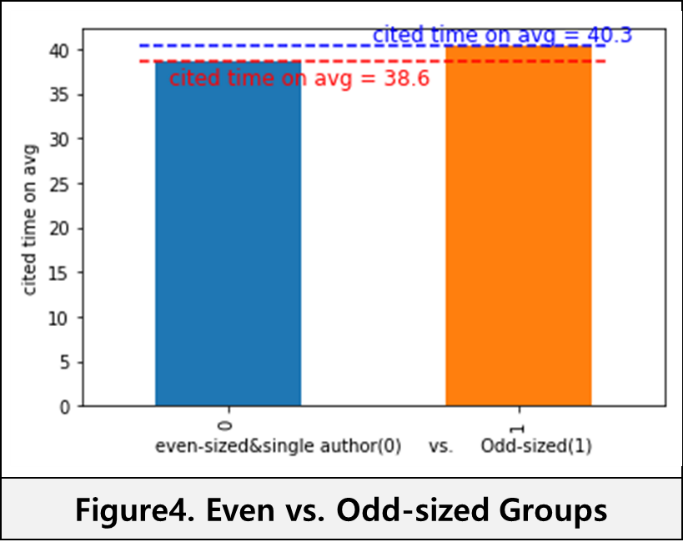 cited time on avg = 40.3
cited time on avg = 38.6
cited time on avg
40
35
30
25
20
15
10
5
0
0
1
even-sized&single author(0) vs. Odd-sized(1)
Figure4. Even vs. Odd-sized Groups